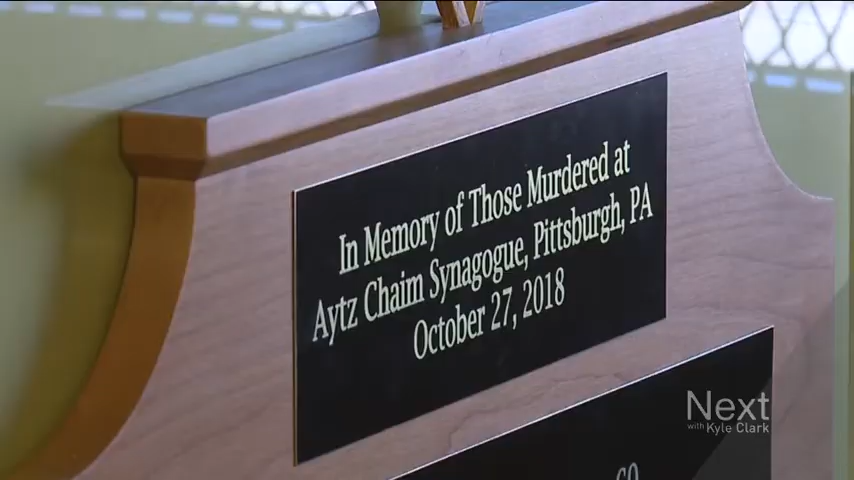 In Memory of Those Murdered at
Aytz Chaim Synagogue, Pittsburgh, PA
October 27, 2018
Next
with Kyle Clark